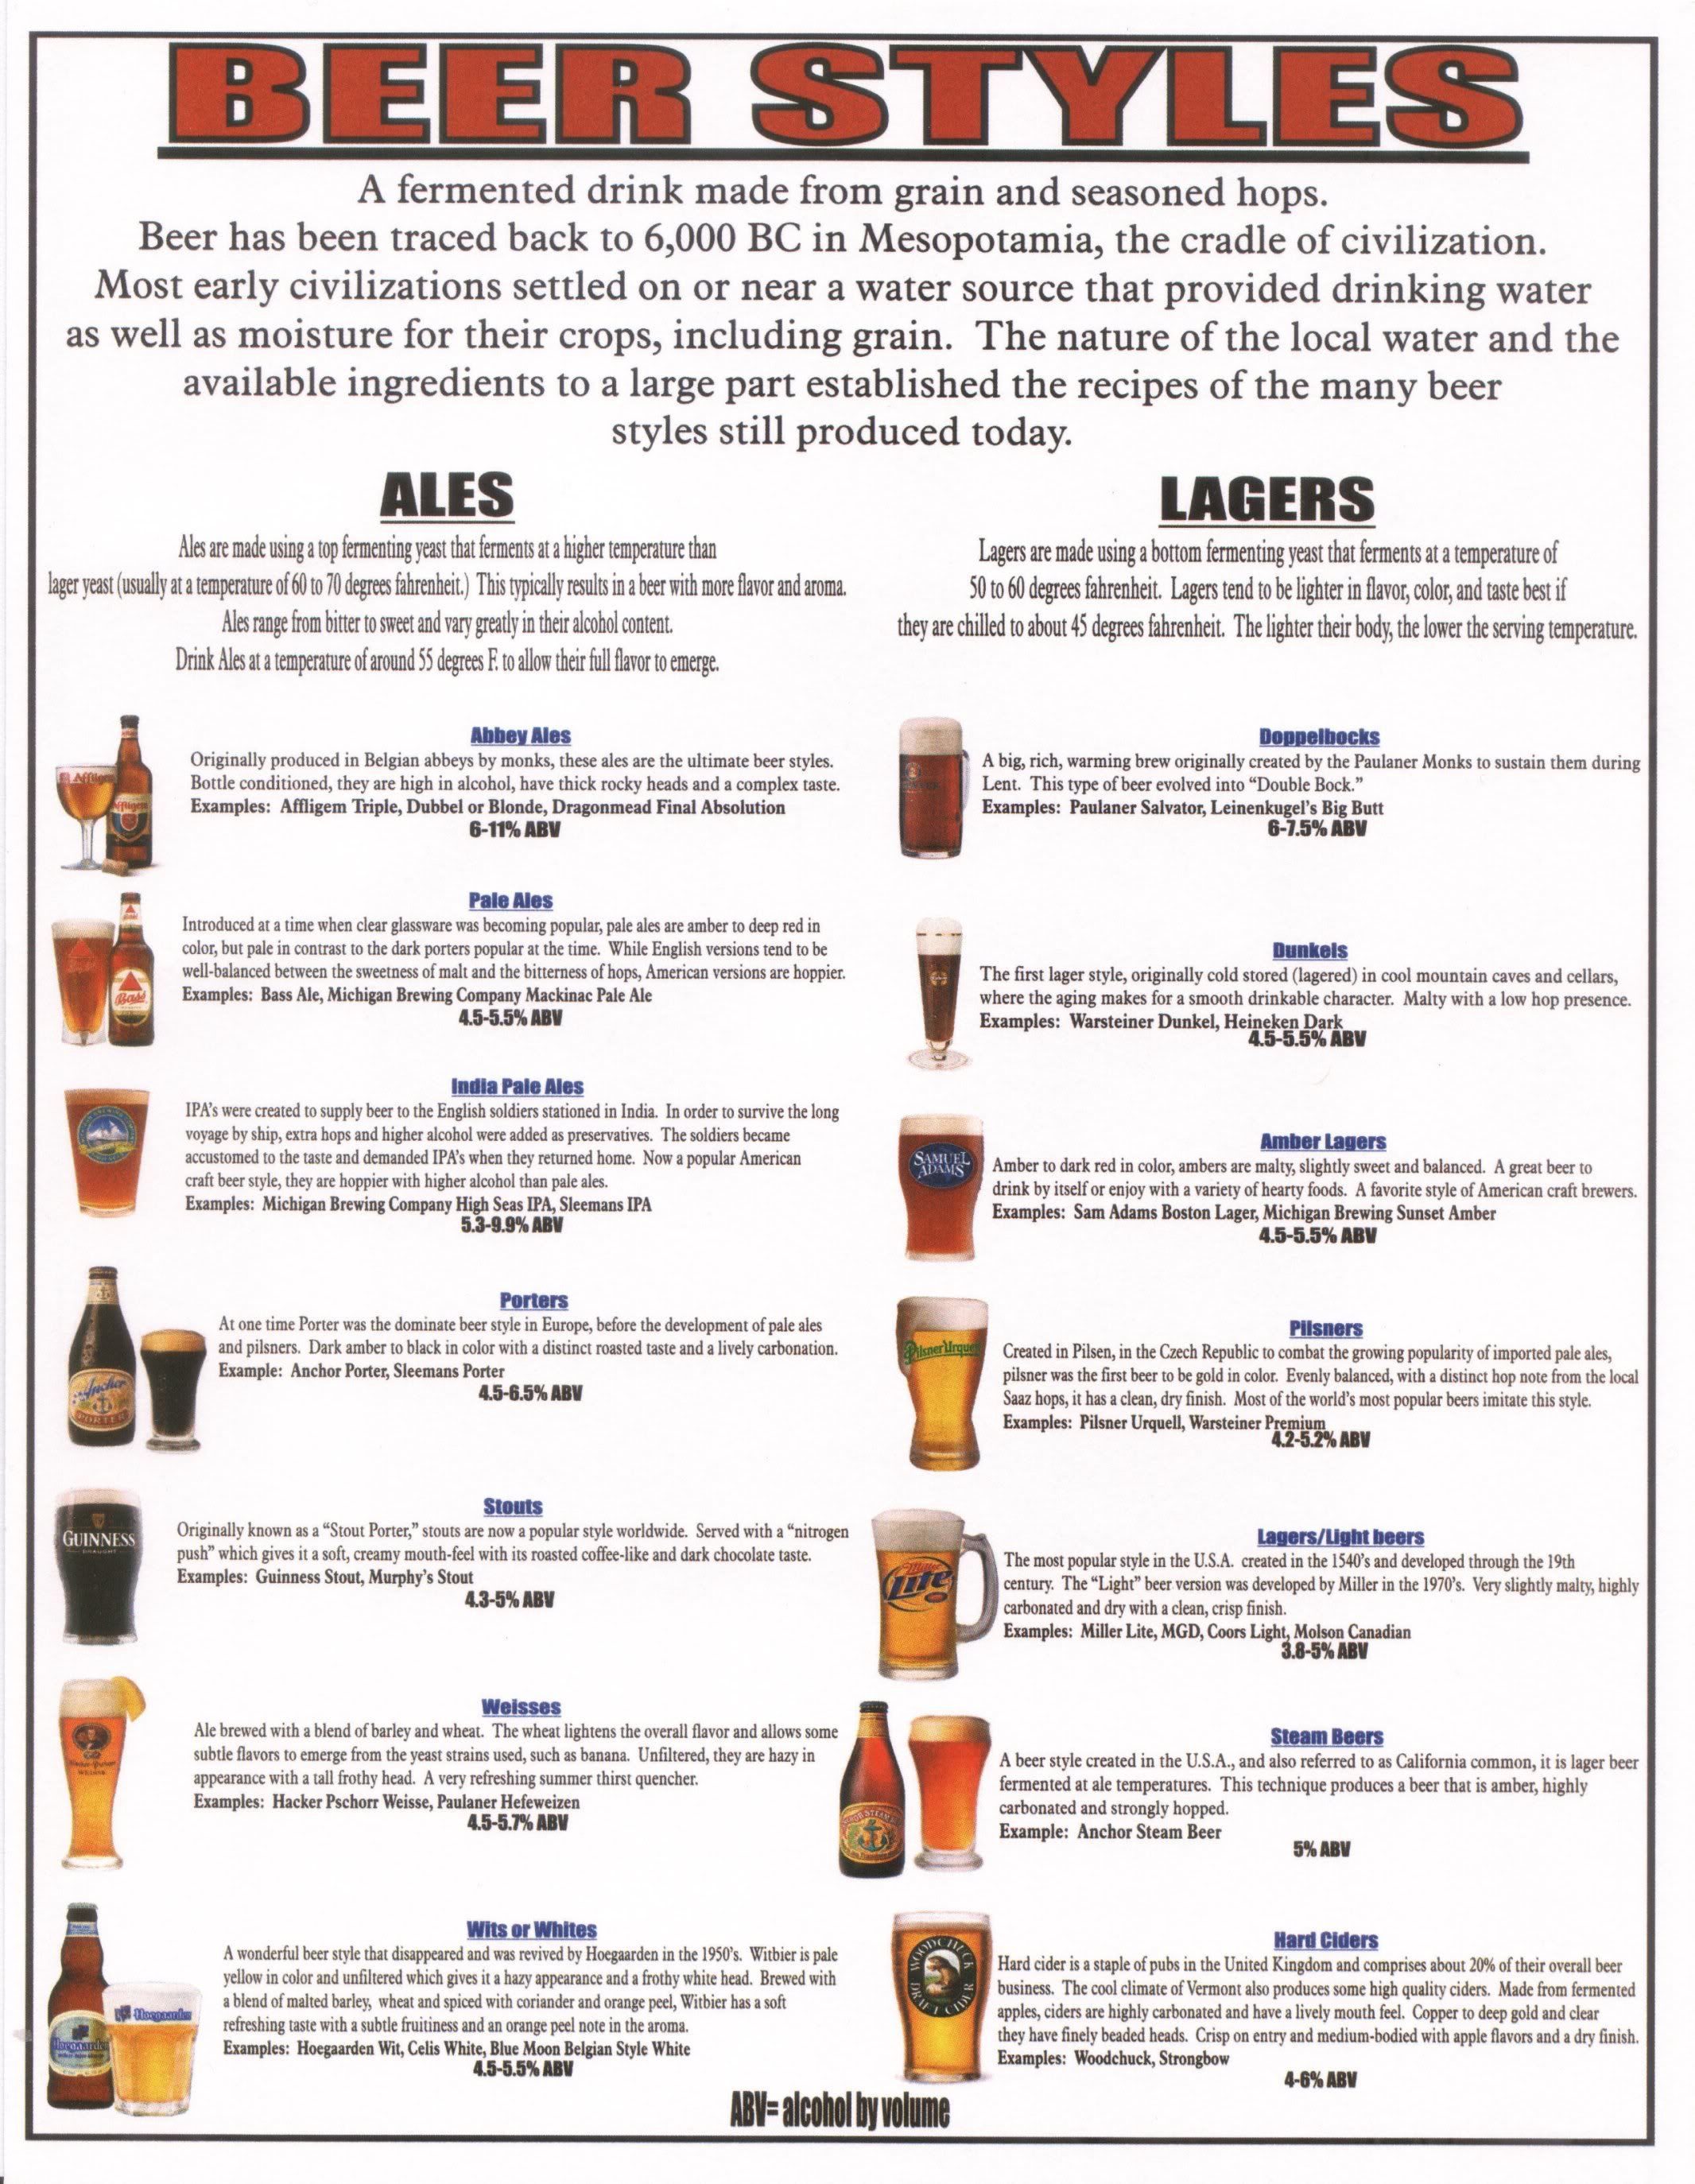 BEER STYLES
A fermented drink made from grain and seasoned hops.
Beer has been traced back to 6,000 BC in Mesopotamia, the cradle of civilization.
Most early civilizations settled on or near a water source that provided drinking water
as well as moisture for their crops, including grain. The nature of the local water and the
available ingredients to a large part established the recipes of the many beer
styles still produced today.
ALES
Ales are made using a top fermenting yeast that ferments at a higher temperature than
lager yeast (usually at a temperature of 60 to 70 degrees fahrenheit.) This typically results in a beer with more flavor and aroma.
Ales range from bitter to sweet and vary greatly in their alcohol content.
Drink Ales at a temperature of around 55 degrees F. to allow their full flavor to emerge.
Affligem
Affligem
Abbey Ales
Originally produced in Belgian abbeys by monks, these ales are the ultimate beer styles.
Bottle conditioned, they are high in alcohol, have thick rocky heads and a complex taste.
Examples: Affligem Triple, Dubbel or Blonde, Dragonmead Final Absolution
6-11% ABV
Bass
Pale Ales
Introduced at a time when clear glassware was becoming popular, pale ales are amber to deep red in
color, but pale in contrast to the dark porters popular at the time. While English versions tend to be
well-balanced between the sweetness of malt and the bitterness of hops, American versions are hoppier.
Examples: Bass Ale, Michigan Brewing Company Mackinac Pale Ale
4.5-5.5% ABV
India Pale Ales
IPA's were created to supply beer to the English soldiers stationed in India. In order to survive the long
voyage by ship, extra hops and higher alcohol were added as preservatives. The soldiers became
accustomed to the taste and demanded IPA's when they returned home. Now a popular American
craft beer style, they are hoppier with higher alcohol than pale ales.
Examples: Michigan Brewing Company High Seas IPA, Sleemans IPA
5.3-9.9% ABV
Anchor
PORTER
Porters
At one time Porter was the dominate beer style in Europe, before the development of pale ales
and pilsners. Dark amber to black in color with a distinct roasted taste and a lively carbonation.
Example: Anchor Porter, Sleemans Porter
4.5-6.5% ABV
GUINNESS
DRAUGHT
Stouts
Originally known as a “Stout Porter,” stouts are now a popular style worldwide. Served with a “nitrogen
push” which gives it a soft, creamy mouth-feel with its roasted coffee-like and dark chocolate taste.
Examples: Guinness Stout, Murphy's Stout
4.3-5% ABV
Weisses
Ale brewed with a blend of barley and wheat. The wheat lightens the overall flavor and allows some
subtle flavors to emerge from the yeast strains used, such as banana. Unfiltered, they are hazy in
appearance with a tall frothy head. A very refreshing summer thirst quencher.
Examples: Hacker Pschorr Weisse, Paulaner Hefeweizen
4.5-5.7% ABV
Hoegaarden
Hoegaarden
Wits or Whites
A wonderful beer style that disappeared and was revived by Hoegaarden in the 1950's. Witbier is pale
yellow in color and unfiltered which gives it a hazy appearance and a frothy white head. Brewed with
a blend of malted barley, wheat and spiced with coriander and orange peel, Witbier has a soft
refreshing taste with a subtle fruitiness and an orange peel note in the aroma.
Examples: Hoegaarden Wit, Celis White, Blue Moon Belgian Style White
4.5-5.5% ABV
LAGERS
Lagers are made using a bottom fermenting yeast that ferments at a temperature of
50 to 60 degrees fahrenheit. Lagers tend to be lighter in flavor, color, and taste best if
they are chilled to about 45 degrees fahrenheit. The lighter their body, the lower the serving temperature.
Doppelbocks
A big, rich, warming brew originally created by the Paulaner Monks to sustain them during
Lent. This type of beer evolved into “Double Bock.”
Examples: Paulaner Salvator, Leinenkugel's Big Butt
6-7.5% ABV
Dunkels
The first lager style, originally cold stored (lagered) in cool mountain caves and cellars,
where the aging makes for a smooth drinkable character. Malty with a low hop presence.
Examples: Warsteiner Dunkel, Heineken Dark
4.5-5.5% ABV
SAMUEL
ADAMS
Amber Lagers
Amber to dark red in color, ambers are malty, slightly sweet and balanced. A great beer to
drink by itself or enjoy with a variety of hearty foods. A favorite style of American craft brewers.
Examples: Sam Adams Boston Lager, Michigan Brewing Sunset Amber
4.5-5.5% ABV
Pilsner Urquell
Pilsners
Created in Pilsen, in the Czech Republic to combat the growing popularity of imported pale ales,
pilsner was the first beer to be gold in color. Evenly balanced, with a distinct hop note from the local
Saaz hops, it has a clean, dry finish. Most of the world's most popular beers imitate this style.
Examples: Pilsner Urquell, Warsteiner Premium
4.2-5.2% ABV
Miller
Lite
Lagers/Light beers
The most popular style in the U.S.A. created in the 1540's and developed through the 19th
century. The “Light” beer version was developed by Miller in the 1970's. Very slightly malty, highly
carbonated and dry with a clean, crisp finish.
Examples: Miller Lite, MGD, Coors Light, Molson Canadian
3.8-5% ABV
Steam Beers
A beer style created in the U.S.A., and also referred to as California common, it is lager beer
fermented at ale temperatures. This technique produces a beer that is amber, highly
carbonated and strongly hopped.
Example: Anchor Steam Beer
5% ABV
WOODCHUCK
DRAFT CIDER
Hard Ciders
Hard cider is a staple of pubs in the United Kingdom and comprises about 20% of their overall beer
business. The cool climate of Vermont also produces some high quality ciders. Made from fermented
apples, ciders are highly carbonated and have a lively mouth feel. Copper to deep gold and clear
they have finely beaded heads. Crisp on entry and medium-bodied with apple flavors and a dry finish.
Examples: Woodchuck, Strongbow
4-6% ABV
ABV= alcohol by volume